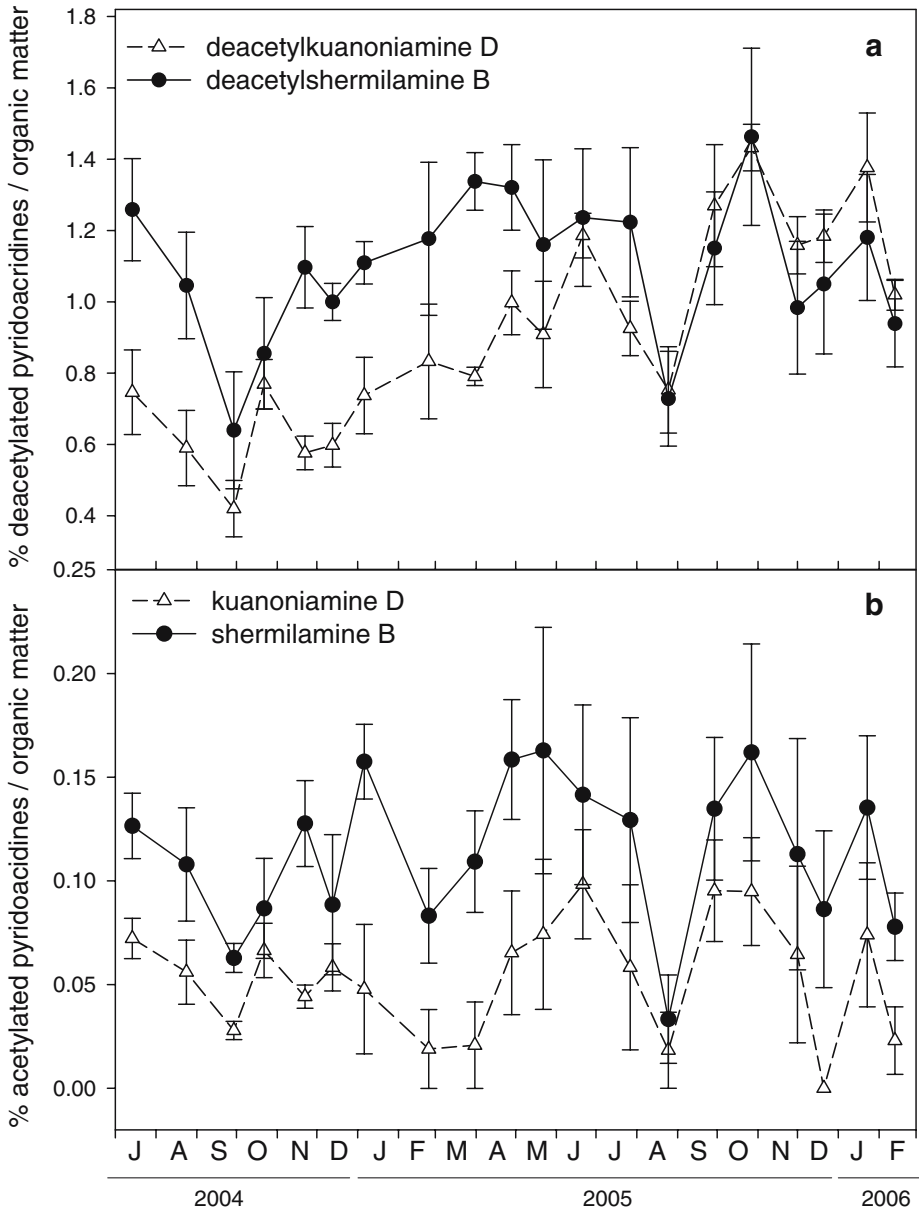 % deacetylated pyridoacridines / organic matter
1.8
1.6
1.4
1.2
1.0
0.8
0.6
0.4
deacetylkuanoniamine D
deacetylshermilamine B
a
% acetylated pyridoacidines / organic matter
0.25
0.20
0.15
0.10
0.05
0.00
kuanoniamine D
shermilamine B
b
J A S O N D J F M A M J J A S O N D J F
2004 2005 2006